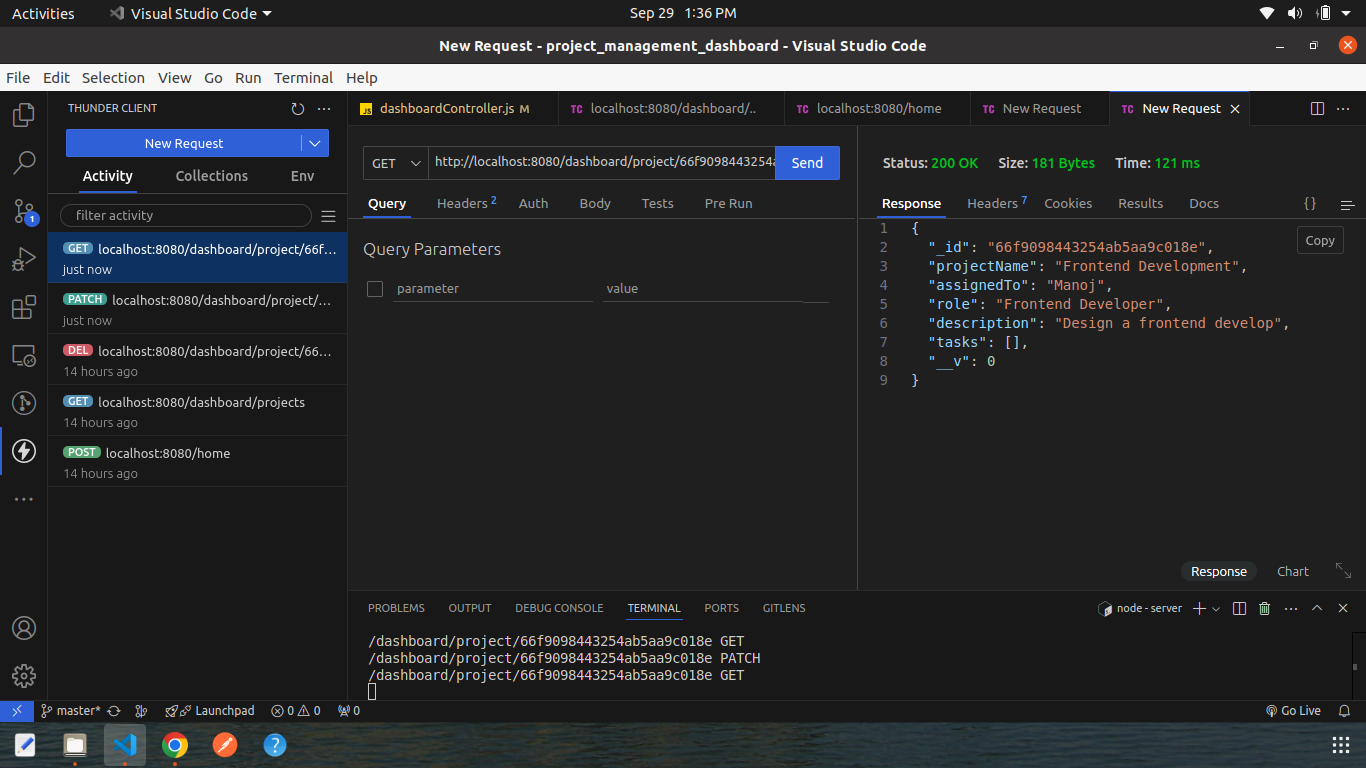 Activities
Visual Studio Code
Sep 29 1:36 PM
New Request - project_management_dashboard - Visual Studio Code
File Edit Selection View Go Run Terminal Help
THUNDER CLIENT
New Request
Activity Collections Env
filter activity
GET localhost:8080/dashboard/project/66f...
just now
PATCH localhost:8080/dashboard/project/...
just now
DEL localhost:8080/dashboard/project/66...
14 hours ago
GET localhost:8080/dashboard/projects
14 hours ago
POST localhost:8080/home
14 hours ago
JS dashboardController.js M
TC localhost:8080/dashboard/..
TC localhost:8080/home
TC New Request
TC New Request
GET http://localhost:8080/dashboard/project/66f9098443254a
Send
Query Headers 2 Auth Body Tests Pre Run
Query Parameters
parameter value
Status: 200 OK Size: 181 Bytes Time: 121 ms
Response Headers 7 Cookies Results Docs {}
Copy
1 {
2 "_id": "66f9098443254ab5aa9c018e",
3 "projectName": "Frontend Development",
4 "assignedTo": "Manoj",
5 "role": "Frontend Developer",
6 "description": "Design a frontend develop",
7 "tasks": [],
8 "__v": 0
9 }
Response Chart
PROBLEMS OUTPUT DEBUG CONSOLE TERMINAL PORTS GITLENS
node - server
/dashboard/project/66f9098443254ab5aa9c018e GET
/dashboard/project/66f9098443254ab5aa9c018e PATCH
/dashboard/project/66f9098443254ab5aa9c018e GET
1
master* Launchpad 0 0 0
Go Live
?